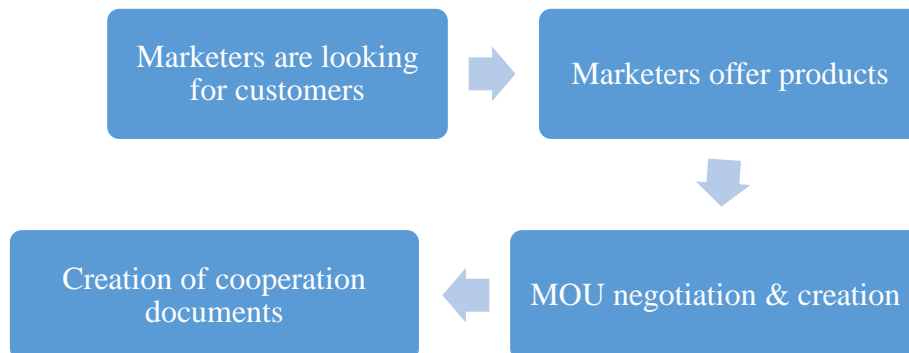 Marketers are looking
for customers
Marketers offer products
MOU negotiation & creation
Creation of cooperation
documents